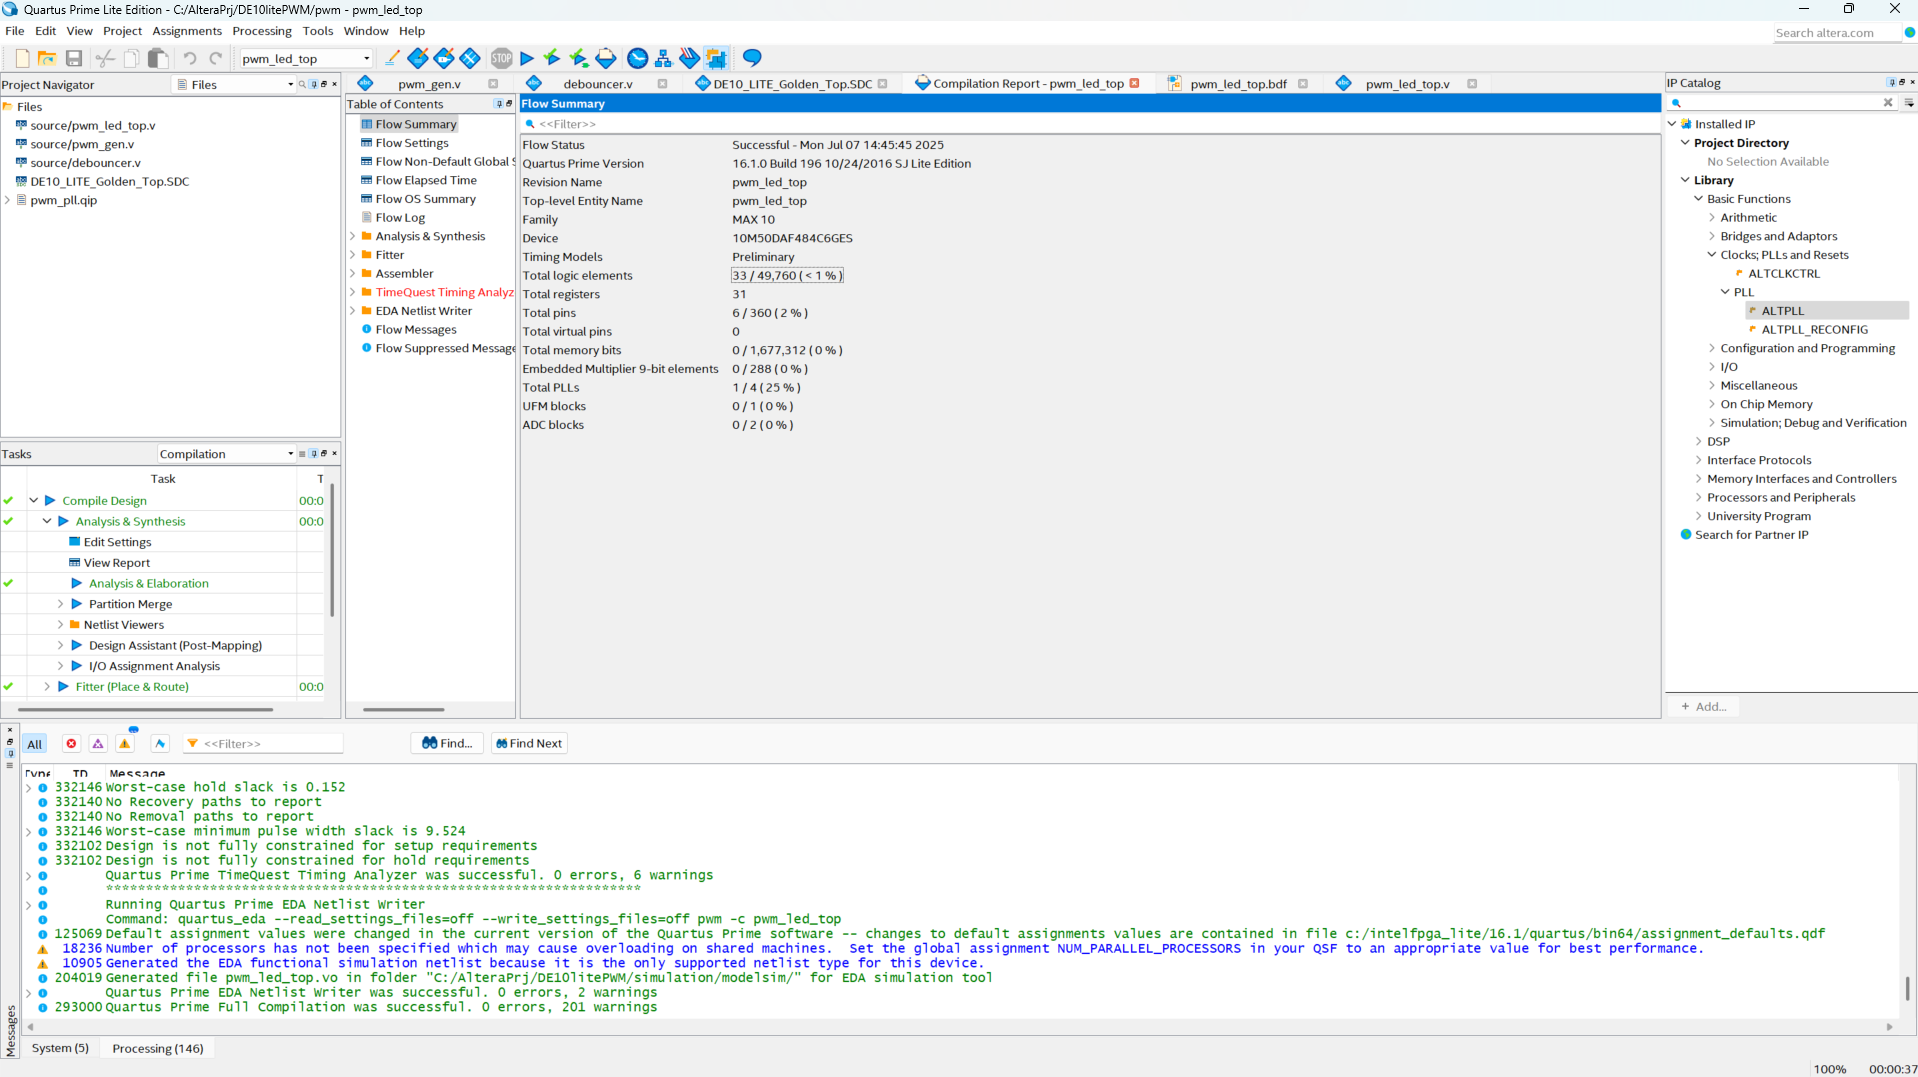 Quartus Prime Lite Edition - C:/AlteraPrj/DE10litePWM/pwm - pwm_led_top
File Edit View Project Assignments Processing Tools Window Help
Search altera.com
pwm_led_top
STOP
Project Navigator
Files
pwm_gen.v
debouncer.v
DE10_LITE_Golden_Top.SDC
Compilation Report - pwm_led_top
pwm_led_top.bdf
pwm_led_top.v
IP Catalog
Files
source/pwm_led_top.v
source/pwm_gen.v
source/debouncer.v
DE10_LITE_Golden_Top.SDC
pwm_pll.qip
Table of Contents
Flow Summary
Flow Settings
Flow Non-Default Global S
Flow Elapsed Time
Flow OS Summary
Flow Log
Analysis & Synthesis
Fitter
Assembler
TimeQuest Timing Analyz
EDA Netlist Writer
Flow Messages
Flow Suppressed Message
Flow Summary
<<Filter>>
Flow Status Successful - Mon Jul 07 14:45:45 2025
Quartus Prime Version 16.1.0 Build 196 10/24/2016 SJ Lite Edition
Revision Name pwm_led_top
Top-level Entity Name pwm_led_top
Family MAX 10
Device 10M50DAF484C6GES
Timing Models Preliminary
Total logic elements 33 / 49,760 ( < 1 % )
Total registers 31
Total pins 6 / 360 ( 2 % )
Total virtual pins 0
Total memory bits 0 / 1,677,312 ( 0 % )
Embedded Multiplier 9-bit elements 0 / 288 ( 0 % )
Total PLLs 1 / 4 ( 25 % )
UFM blocks 0 / 1 ( 0 % )
ADC blocks 0 / 2 ( 0 % )
Installed IP
Project Directory
No Selection Available
Library
Basic Functions
Arithmetic
Bridges and Adaptors
Clocks; PLLs and Resets
ALTCLKCTRL
PLL
ALTPLL
ALTPLL_RECONFIG
Configuration and Programming
I/O
Miscellaneous
On Chip Memory
Simulation; Debug and Verification
DSP
Interface Protocols
Memory Interfaces and Controllers
Processors and Peripherals
University Program
Search for Partner IP
+ Add...
Tasks
Compilation
Task T
Compile Design 00:0
Analysis & Synthesis 00:0
Edit Settings
View Report
Analysis & Elaboration
Partition Merge
Netlist Viewers
Design Assistant (Post-Mapping)
I/O Assignment Analysis
Fitter (Place & Route) 00:0
All
<<Filter>>
Find...
Find Next
Type ID Message
332146 Worst-case hold slack is 0.152
332140 No Recovery paths to report
332140 No Removal paths to report
332146 Worst-case minimum pulse width slack is 9.524
332102 Design is not fully constrained for setup requirements
332102 Design is not fully constrained for hold requirements
Quartus Prime TimeQuest Timing Analyzer was successful. 0 errors, 6 warnings
*******************************************************************
Running Quartus Prime EDA Netlist Writer
Command: quartus_eda --read_settings_files=off --write_settings_files=off pwm -c pwm_led_top
125069 Default assignment values were changed in the current version of the Quartus Prime software -- changes to default assignments values are contained in file c:/intelfpga_lite/16.1/quartus/bin64/assignment_defaults.qdf
18236 Number of processors has not been specified which may cause overloading on shared machines.  Set the global assignment NUM_PARALLEL_PROCESSORS in your QSF to an appropriate value for best performance.
10905 Generated the EDA functional simulation netlist because it is the only supported netlist type for this device.
204019 Generated file pwm_led_top.vo in folder "C:/AlteraPrj/DE10litePWM/simulation/modelsim/" for EDA simulation tool
Quartus Prime EDA Netlist Writer was successful. 0 errors, 2 warnings
293000 Quartus Prime Full Compilation was successful. 0 errors, 201 warnings
Messages
System (5)
Processing (146)
100% 00:00:37